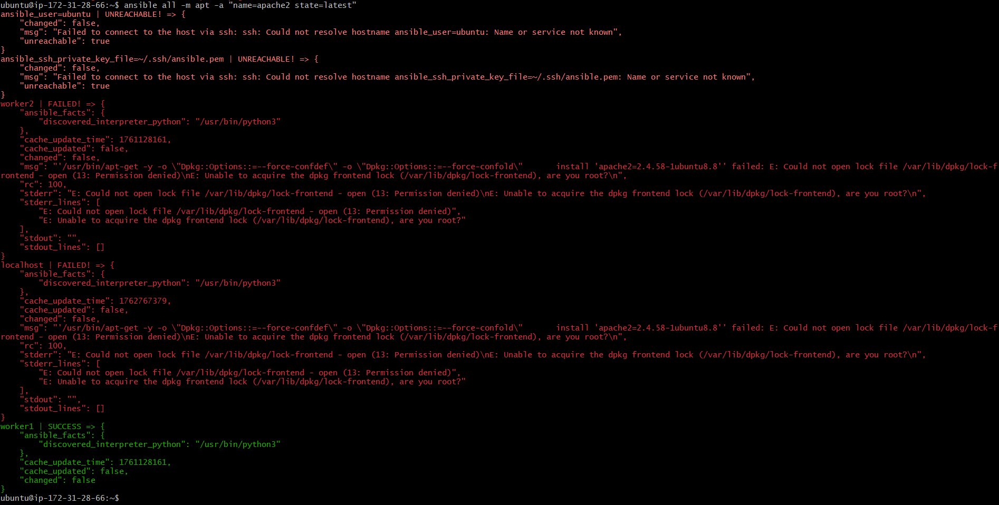 ubuntu@ip-172-31-28-66:~$ ansible all -m apt -a "name=apache2 state=latest"
ansible_user=ubuntu | UNREACHABLE! => {
    "changed": false,
    "msg": "Failed to connect to the host via ssh: ssh: Could not resolve hostname ansible_user=ubuntu: Name or service not known",
    "unreachable": true
}
ansible_ssh_private_key_file=~/.ssh/ansible.pem | UNREACHABLE! => {
    "changed": false,
    "msg": "Failed to connect to the host via ssh: ssh: Could not resolve hostname ansible_ssh_private_key_file=~/.ssh/ansible.pem: Name or service not known",
    "unreachable": true
}
worker2 | FAILED! => {
    "ansible_facts": {
        "discovered_interpreter_python": "/usr/bin/python3"
    },
    "cache_update_time": 1761128161,
    "cache_updated": false,
    "changed": false,
    "msg": "'/usr/bin/apt-get -y -o \"Dpkg::Options::=--force-confdef\" -o \"Dpkg::Options::=--force-confold\"       install 'apache2=2.4.58-1ubuntu8.8'' failed: E: Could not open lock file /var/lib/dpkg/lock-f
rontend - open (13: Permission denied)\nE: Unable to acquire the dpkg frontend lock (/var/lib/dpkg/lock-frontend), are you root?\n",
    "rc": 100,
    "stderr": "E: Could not open lock file /var/lib/dpkg/lock-frontend - open (13: Permission denied)\nE: Unable to acquire the dpkg frontend lock (/var/lib/dpkg/lock-frontend), are you root?\n",
    "stderr_lines": [
        "E: Could not open lock file /var/lib/dpkg/lock-frontend - open (13: Permission denied)",
        "E: Unable to acquire the dpkg frontend lock (/var/lib/dpkg/lock-frontend), are you root?"
    ],
    "stdout": "",
    "stdout_lines": []
}
localhost | FAILED! => {
    "ansible_facts": {
        "discovered_interpreter_python": "/usr/bin/python3"
    },
    "cache_update_time": 1762767379,
    "cache_updated": false,
    "changed": false,
    "msg": "'/usr/bin/apt-get -y -o \"Dpkg::Options::=--force-confdef\" -o \"Dpkg::Options::=--force-confold\"       install 'apache2=2.4.58-1ubuntu8.8'' failed: E: Could not open lock file /var/lib/dpkg/lock-f
rontend - open (13: Permission denied)\nE: Unable to acquire the dpkg frontend lock (/var/lib/dpkg/lock-frontend), are you root?\n",
    "rc": 100,
    "stderr": "E: Could not open lock file /var/lib/dpkg/lock-frontend - open (13: Permission denied)\nE: Unable to acquire the dpkg frontend lock (/var/lib/dpkg/lock-frontend), are you root?\n",
    "stderr_lines": [
        "E: Could not open lock file /var/lib/dpkg/lock-frontend - open (13: Permission denied)",
        "E: Unable to acquire the dpkg frontend lock (/var/lib/dpkg/lock-frontend), are you root?"
    ],
    "stdout": "",
    "stdout_lines": []
}
worker1 | SUCCESS => {
    "ansible_facts": {
        "discovered_interpreter_python": "/usr/bin/python3"
    },
    "cache_update_time": 1761128161,
    "cache_updated": false,
    "changed": false
}
ubuntu@ip-172-31-28-66:~$